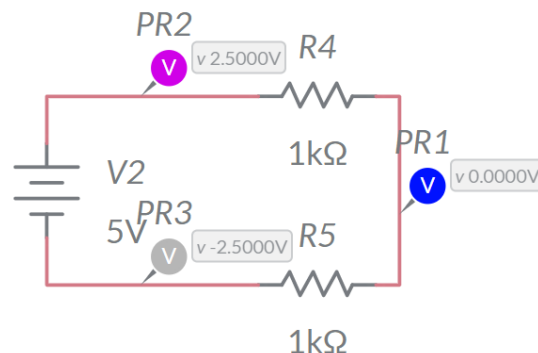 PR2
V
v 2.5000V
R4
1kΩ
PR1
V
v 0.0000V
V2
5V
PR3
V
v -2.5000V
R5
1kΩ